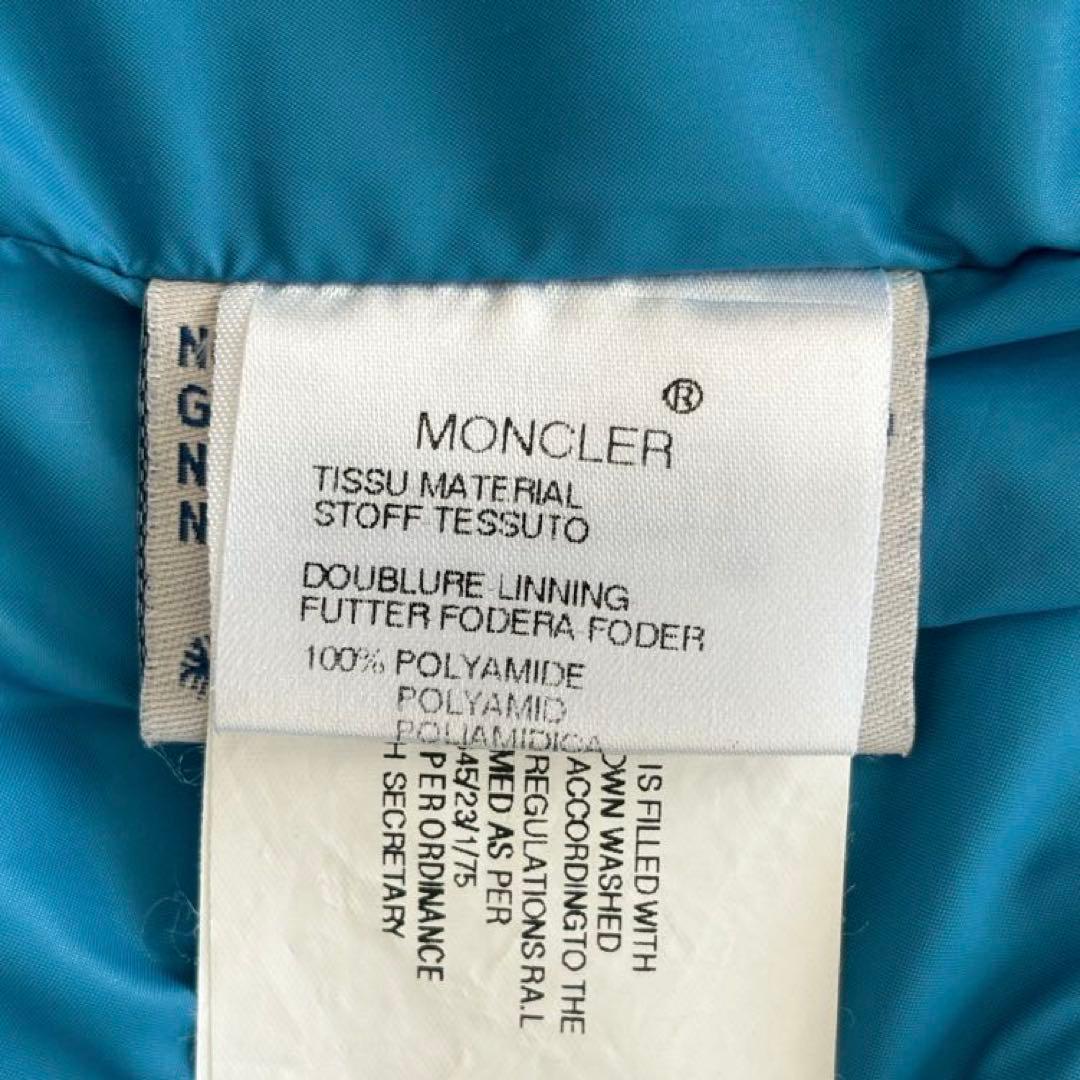 MONCLER®
TISSU MATERIAL
STOFF TESSUTO
DOUBLURE LINNING
FUTTER FODERA FODER
100% POLYAMIDE
POLYAMID
POLIAMIDICA
IS FILLED WITH
OWN WASHED
ACCORDINGTO THE
REGULATIONS RA.L
MED AS PER
45/23/1/75
PER ORDINANCE
H SECRETARY
N
G
N
N